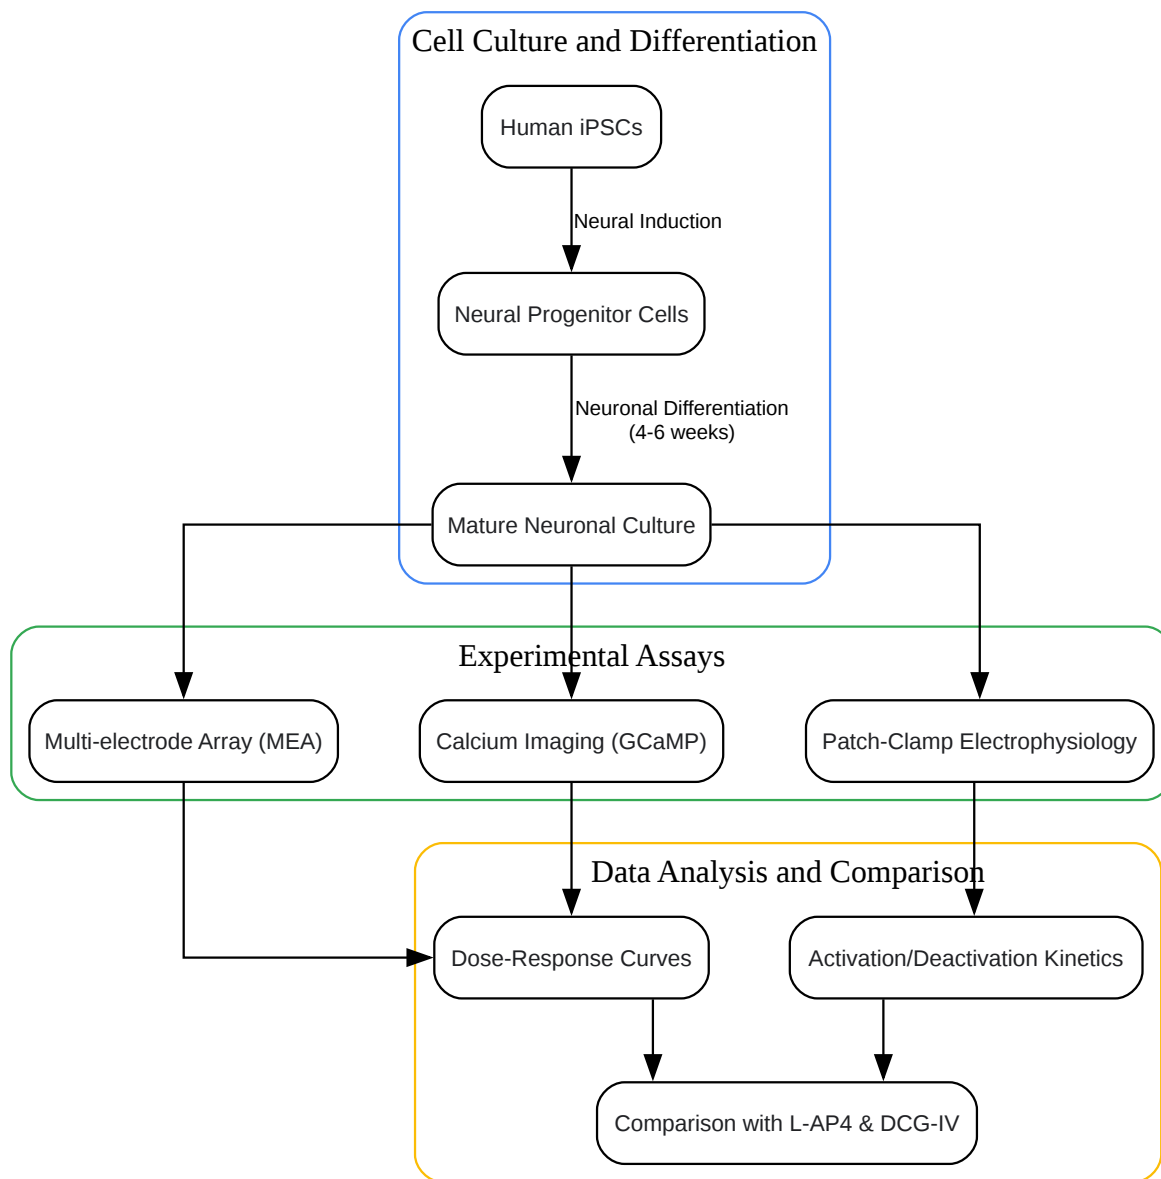 Cell Culture and Differentiation
Human iPSCs
Neural Induction
Neural Progenitor Cells
Neuronal Differentiation
(4-6 weeks)
Mature Neuronal Culture
Experimental Assays
Multi-electrode Array (MEA)
Calcium Imaging (GCaMP)
Patch-Clamp Electrophysiology
Data Analysis and Comparison
Dose-Response Curves
Activation/Deactivation Kinetics
Comparison with L-AP4 & DCG-IV